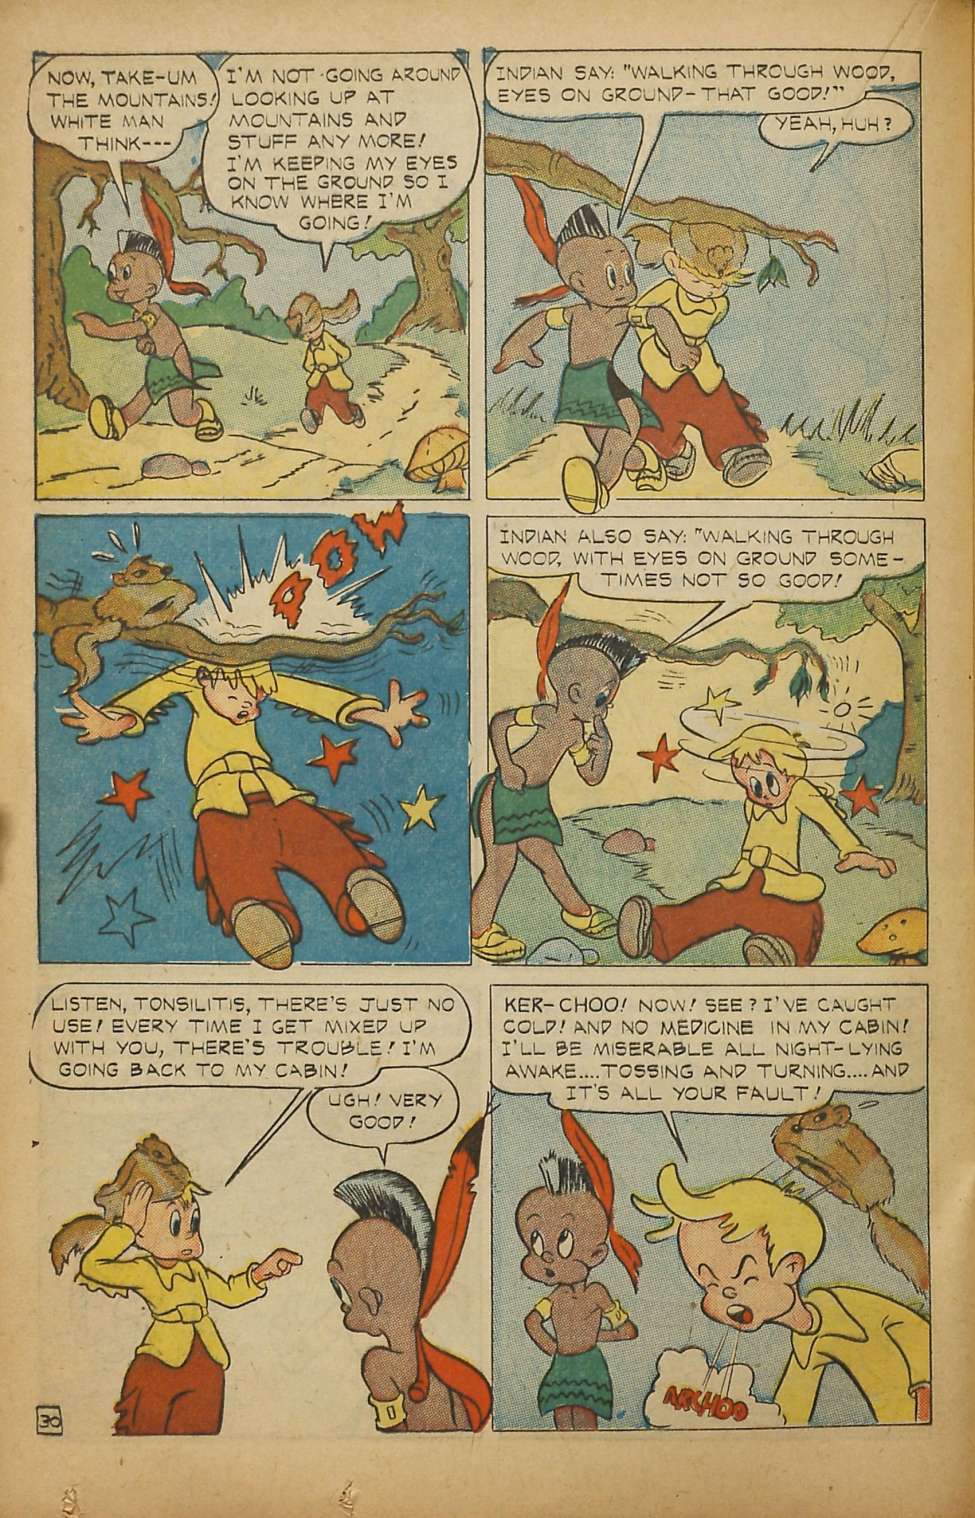 NOW, TAKE-UM
THE MOUNTAINS!
WHITE MAN
THINK---
I'M NOT GOING AROUND
LOOKING UP AT
MOUNTAINS AND
STUFF ANY MORE!
I'M KEEPING MY EYES
ON THE GROUND SO I
KNOW WHERE I'M
GOING!
INDIAN SAY: "WALKING THROUGH WOOD,
EYES ON GROUND-THAT GOOD!"
YEAH, HUH?
POW
INDIAN ALSO SAY: "WALKING THROUGH
WOOD, WITH EYES ON GROUND SOME-
TIMES NOT SO GOOD!
LISTEN, TONSILITIS, THERE'S JUST NO
USE! EVERY TIME I GET MIXED UP
WITH YOU, THERE'S TROUBLE! I'M
GOING BACK TO MY CABIN!
UGH! VERY
GOOD!
KER-CHOO! NOW! SEE? I'VE CAUGHT
COLD! AND NO MEDICINE IN MY CABIN!
I'LL BE MISERABLE ALL NIGHT-LYING
AWAKE....TOSSING AND TURNING....AND
IT'S ALL YOUR FAULT!
ARCHOO
30